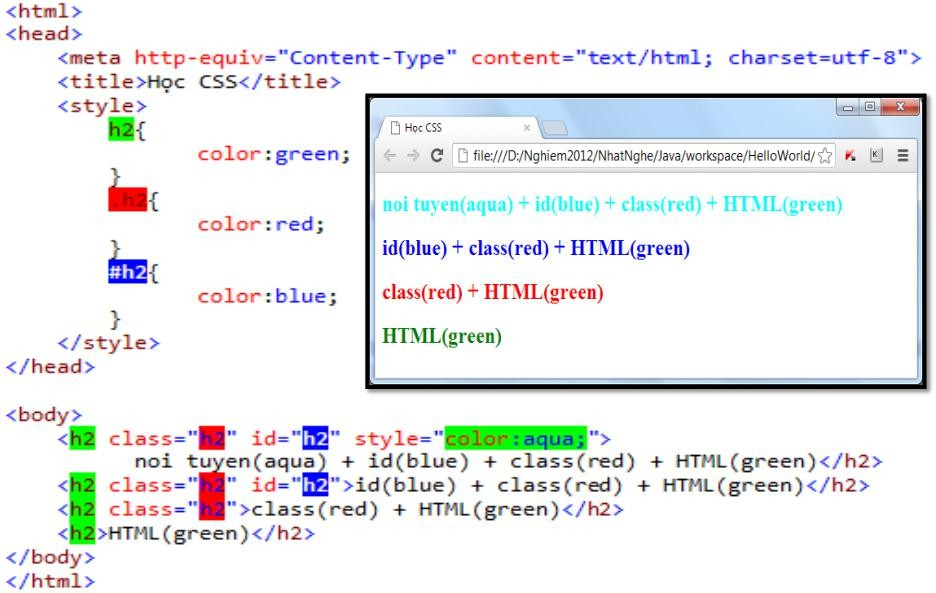 <html>
<head>
<meta http-equiv="Content-Type" content="text/html; charset=utf-8">
<title>Học CSS</title>
<style>
h2{
color:green;
}
.h2{
color:red;
}
#h2{
color:blue;
}
</style>
</head>
<body>
<h2 class="h2" id="h2" style="color:aqua;">
noi tuyen(aqua) + id(blue) + class(red) + HTML(green)</h2>
<h2 class="h2" id="h2">id(blue) + class(red) + HTML(green)</h2>
<h2 class="h2">class(red) + HTML(green)</h2>
<h2>HTML(green)</h2>
</body>
</html>
Học CSS
file:///D:/Nghiem2012/NhatNghe/Java/workspace/HelloWorld/
noi tuyen(aqua) + id(blue) + class(red) + HTML(green)
id(blue) + class(red) + HTML(green)
class(red) + HTML(green)
HTML(green)